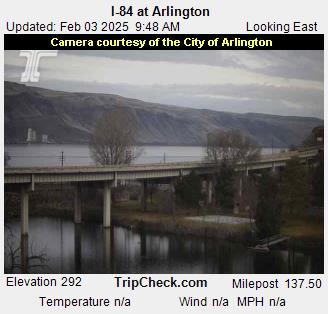 I-84 at Arlington
Updated: Feb 03 2025 9:48 AM Looking East
Camera courtesy of the City of Arlington
Elevation 292 TripCheck.com Milepost 137.50
Temperature n/a Wind n/a MPH n/a